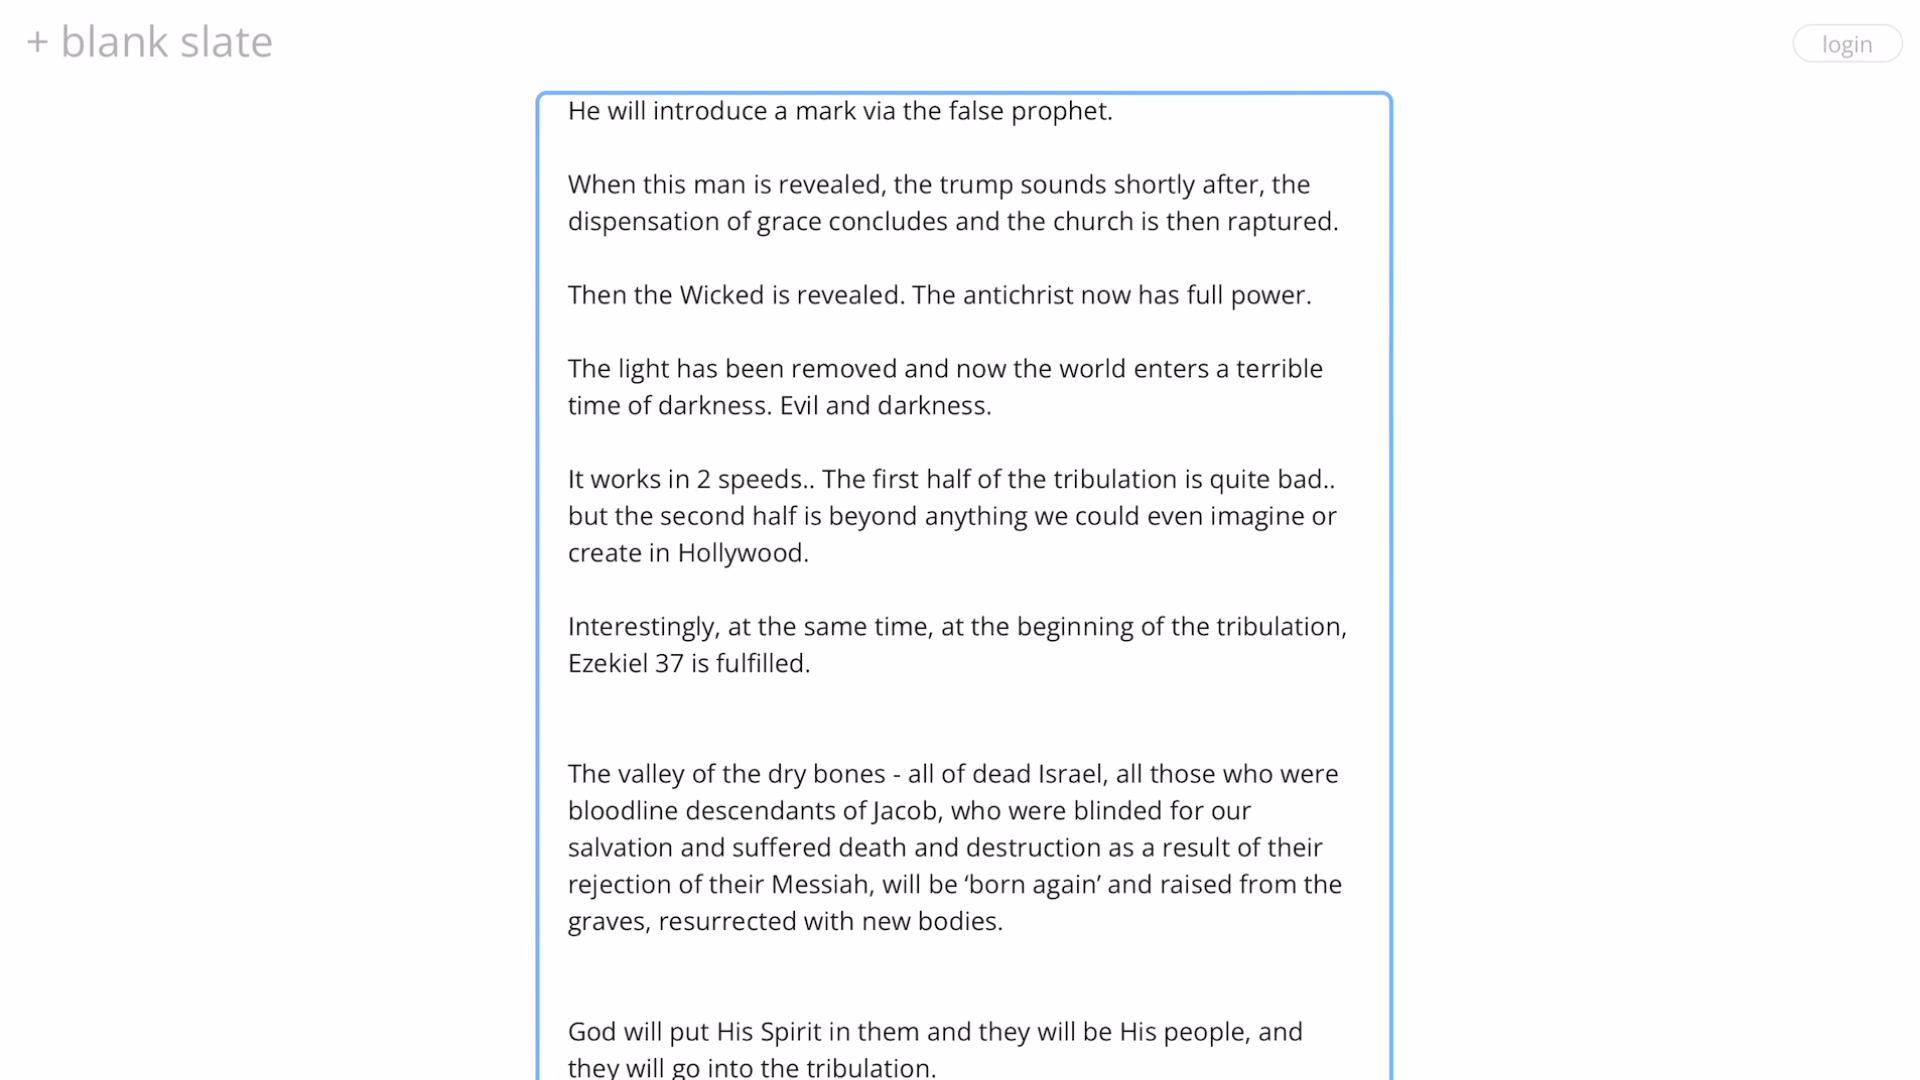 + blank slate
login
He will introduce a mark via the false prophet.
When this man is revealed, the trump sounds shortly after, the
dispensation of grace concludes and the church is then raptured.
Then the Wicked is revealed. The antichrist now has full power.
The light has been removed and now the world enters a terrible
time of darkness. Evil and darkness.
It works in 2 speeds.. The first half of the tribulation is quite bad..
but the second half is beyond anything we could even imagine or
create in Hollywood.
Interestingly, at the same time, at the beginning of the tribulation,
Ezekiel 37 is fulfilled.
The valley of the dry bones - all of dead Israel, all those who were
bloodline descendants of Jacob, who were blinded for our
salvation and suffered death and destruction as a result of their
rejection of their Messiah, will be ‘born again’ and raised from the
graves, resurrected with new bodies.
God will put His Spirit in them and they will be His people, and
they will go into the tribulation.